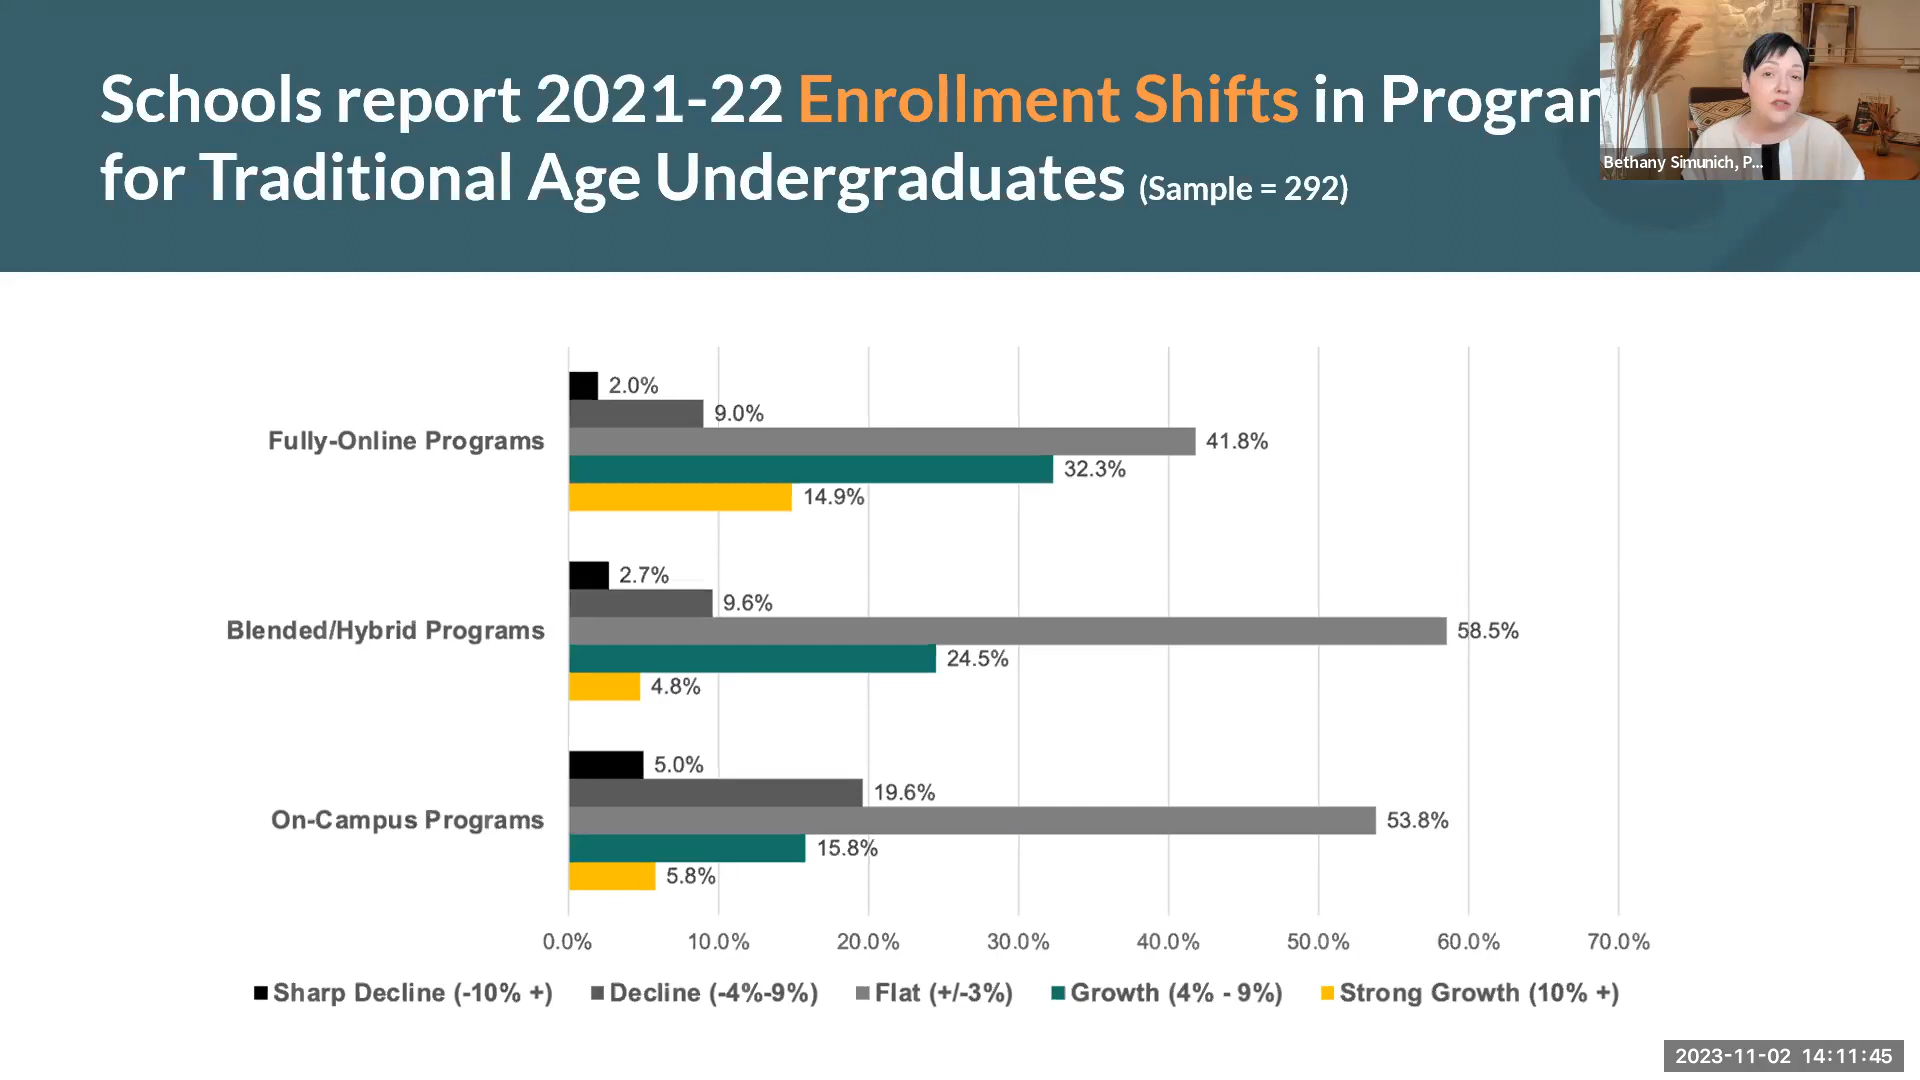 Schools report 2021-22 Enrollment Shifts in
for Traditional Age Undergraduates (Sample = 292)
Bethany Simunich, P...
2.0%
9.0%
Fully-Online Programs
41.8%
32.3%
14.9%
2.7%
9.6%
Blended/Hybrid Programs
58.5%
24.5%
4.8%
5.0%
19.6%
On-Campus Programs
53.8%
15.8%
5.8%
0.0% 10.0% 20.0% 30.0% 40.0% 50.0% 60.0% 70.0%
Sharp Decline (-10% +) Decline (-4%-9%) Flat (+/-3%) Growth (4% - 9%) Strong Growth (10% +)
2023-11-02 14:11:45